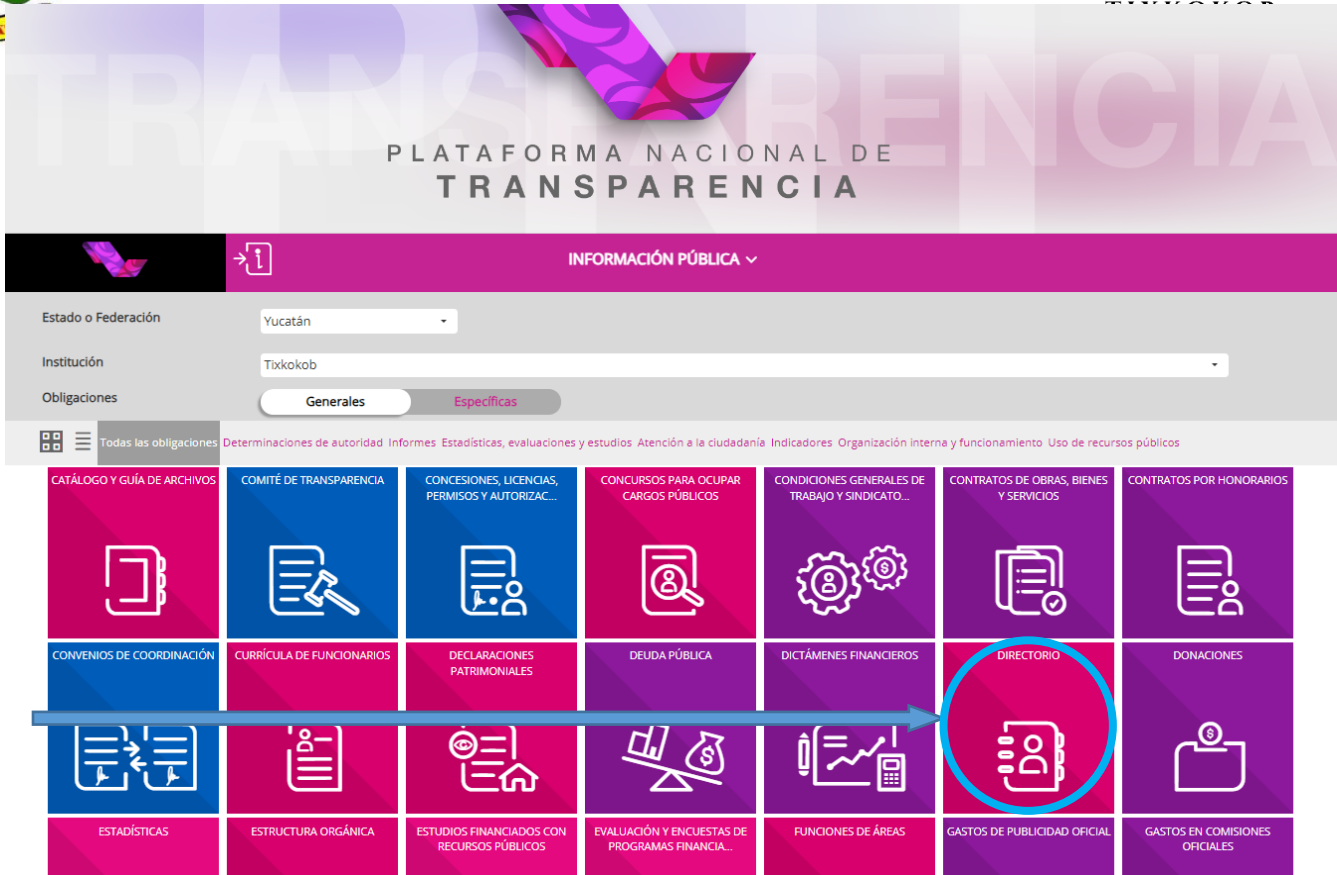 TIXKOKOB
TRANSPARENCIA
PLATAFORMA NACIONAL DE
TRANSPARENCIA
INFORMACIÓN PÚBLICA
Estado o Federación
Yucatán
Institución
Tixkokob
Obligaciones
Generales
Específicas
Todas las obligaciones Determinaciones de autoridad Informes Estadísticas, evaluaciones y estudios Atención a la ciudadanía Indicadores Organización interna y funcionamiento Uso de recursos públicos
CATÁLOGO Y GUÍA DE ARCHIVOS
COMITÉ DE TRANSPARENCIA
CONCESIONES, LICENCIAS,
PERMISOS Y AUTORIZAC...
CONCURSOS PARA OCUPAR
CARGOS PÚBLICOS
CONDICIONES GENERALES DE
TRABAJO Y SINDICATO...
CONTRATOS DE OBRAS, BIENES
Y SERVICIOS
CONTRATOS POR HONORARIOS
CONVENIOS DE COORDINACIÓN
CURRÍCULA DE FUNCIONARIOS
DECLARACIONES
PATRIMONIALES
DEUDA PÚBLICA
DICTÁMENES FINANCIEROS
DIRECTORIO
DONACIONES
ESTADÍSTICAS
ESTRUCTURA ORGÁNICA
ESTUDIOS FINANCIADOS CON
RECURSOS PÚBLICOS
EVALUACIÓN Y ENCUESTAS DE
PROGRAMAS FINANCIA...
FUNCIONES DE ÁREAS
GASTOS DE PUBLICIDAD OFICIAL
GASTOS EN COMISIONES
OFICIALES